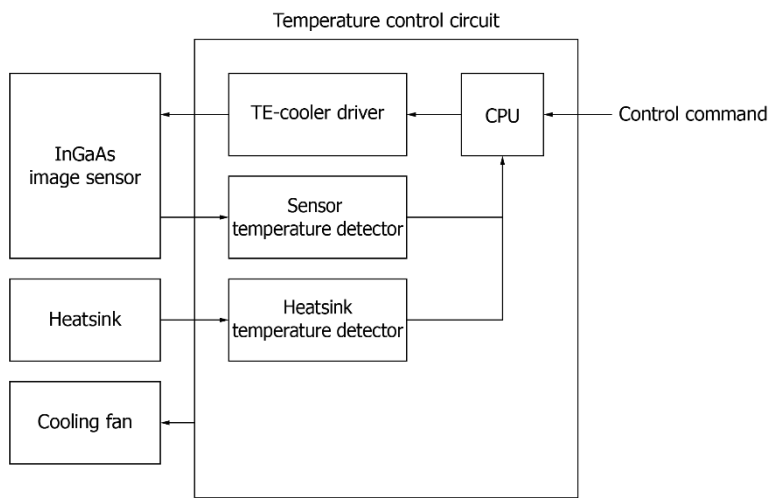 Temperature control circuit
TE-cooler driver
CPU
Control command
InGaAs
image sensor
Sensor
temperature detector
Heatsink
Heatsink
temperature detector
Cooling fan